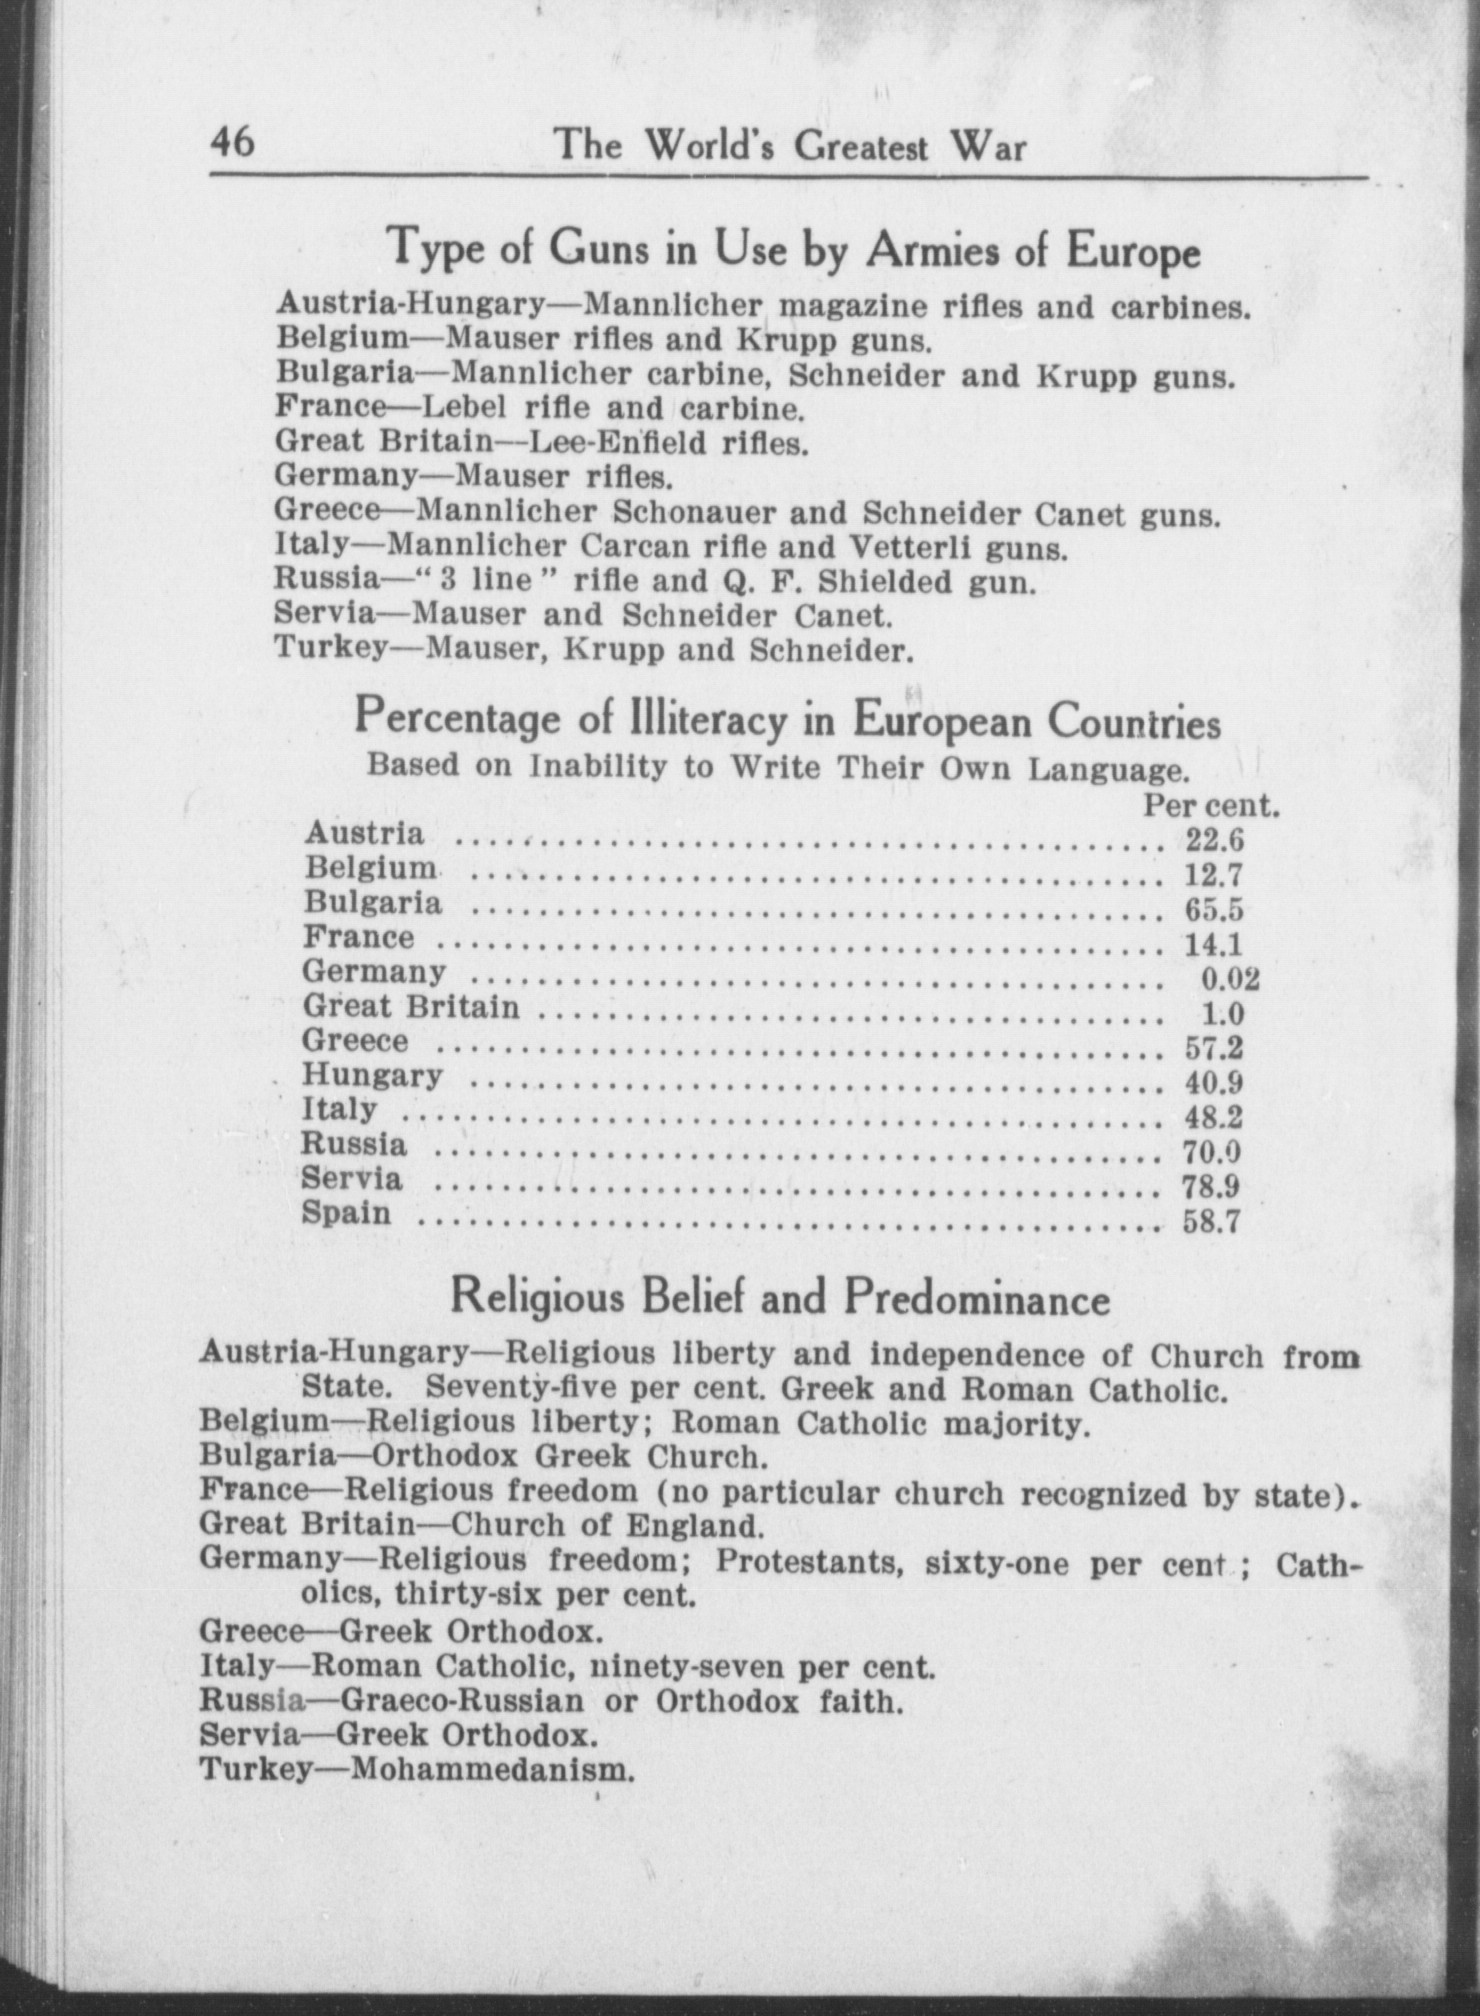 46 The World's Greatest War
Type of Guns in Use by Armies of Europe
Austria-Hungary—Mannlicher magazine rifles and carbines.
Belgium—Mauser rifles and Krupp guns.
Bulgaria—Mannlicher carbine, Schneider and Krupp guns.
France—Lebel rifle and carbine.
Great Britain—Lee-Enfield rifles.
Germany—Mauser rifles.
Greece—Mannlicher Schonauer and Schneider Canet guns.
Italy—Mannlicher Carcan rifle and Vetterli guns.
Russia—“3 line” rifle and Q. F. Shielded gun.
Servia—Mauser and Schneider Canet.
Turkey—Mauser, Krupp and Schneider.
Percentage of Illiteracy in European Countries
Based on Inability to Write Their Own Language.
Per cent.
Austria ........................................ 22.6
Belgium ........................................ 12.7
Bulgaria ........................................ 65.5
France ........................................ 14.1
Germany ........................................ 0.02
Great Britain ........................................ 1.0
Greece ........................................ 57.2
Hungary ........................................ 40.9
Italy ........................................ 48.2
Russia ........................................ 70.0
Servia ........................................ 78.9
Spain ........................................ 58.7
Religious Belief and Predominance
Austria-Hungary—Religious liberty and independence of Church from
State. Seventy-five per cent. Greek and Roman Catholic.
Belgium—Religious liberty; Roman Catholic majority.
Bulgaria—Orthodox Greek Church.
France—Religious freedom (no particular church recognized by state).
Great Britain—Church of England.
Germany—Religious freedom; Protestants, sixty-one per cent.; Cath-
olics, thirty-six per cent.
Greece—Greek Orthodox.
Italy—Roman Catholic, ninety-seven per cent.
Russia—Graeco-Russian or Orthodox faith.
Servia—Greek Orthodox.
Turkey—Mohammedanism.